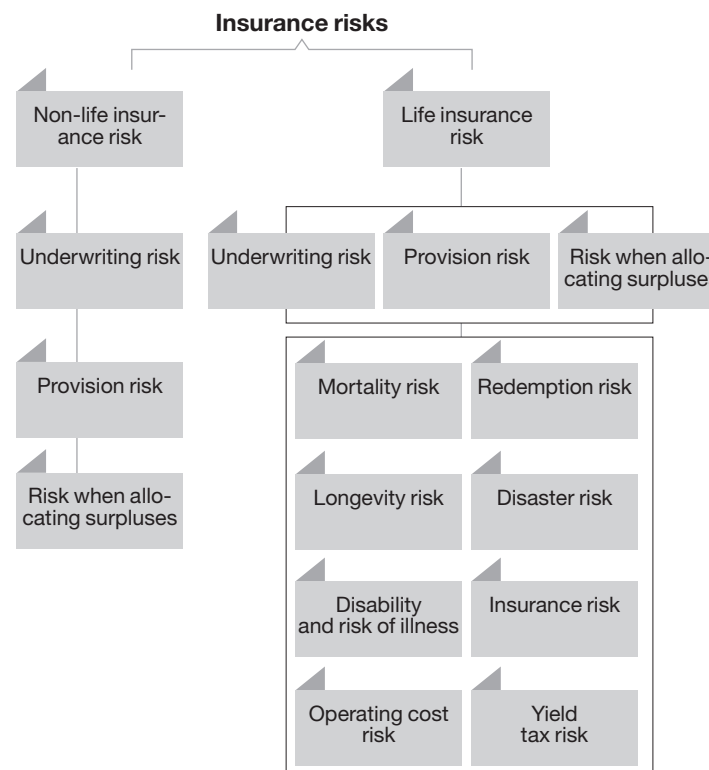 Insurance risks
Non-life insur-
ance risk
Life insurance
risk
Underwriting risk
Underwriting risk
Provision risk
Risk when allo-
cating surpluse
Provision risk
Mortality risk
Redemption risk
Risk when allo-
cating surpluses
Longevity risk
Disaster risk
Disability
and risk of illness
Insurance risk
Operating cost
risk
Yield
tax risk